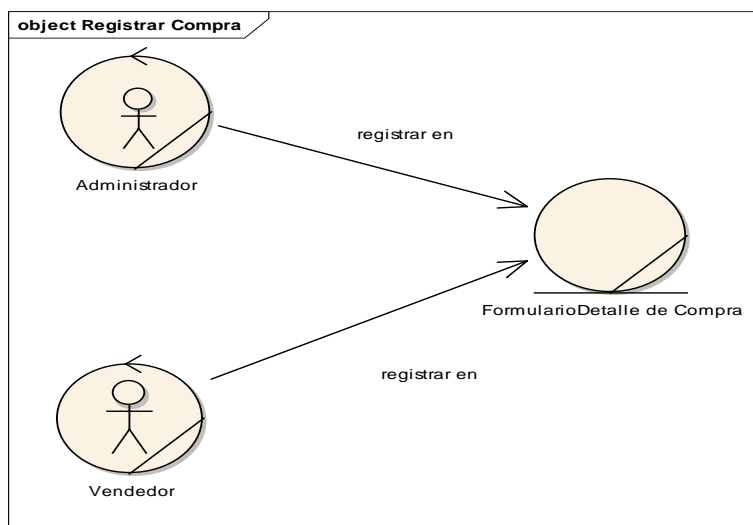 object Registrar Compra
registrar en
Administrador
FormularioDetalle de Compra
registrar en
Vendedor